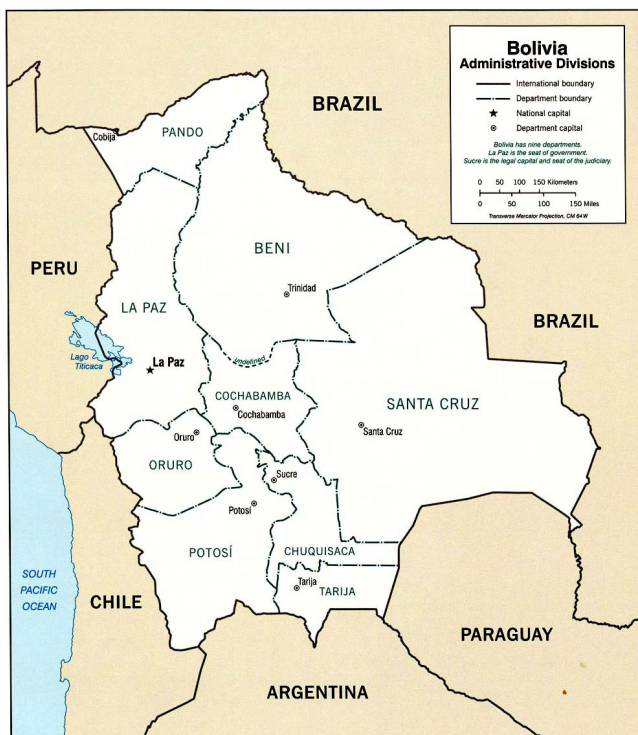 Bolivia
Administrative Divisions
International boundary
Department boundary
National capital
Department capital
Bolivia has nine departments.
La Paz is the seat of government.
Sucre is the legal capital and seat of the judiciary.
0 50 100 150 Kilometers
0 50 100 150 Miles
Transverse Mercator Projection, CM 64W
BRAZIL
Cobija
PANDO
BENI
Trinidad
PERU
LA PAZ
BRAZIL
Lago
Titicaca
La Paz
undefined
COCHABAMBA
Cochabamba
SANTA CRUZ
Santa Cruz
Oruro
ORURO
Sucre
Potosí
POTOSÍ
CHUQUISACA
Tarija
TARIJA
SOUTH
PACIFIC
OCEAN
CHILE
PARAGUAY
ARGENTINA